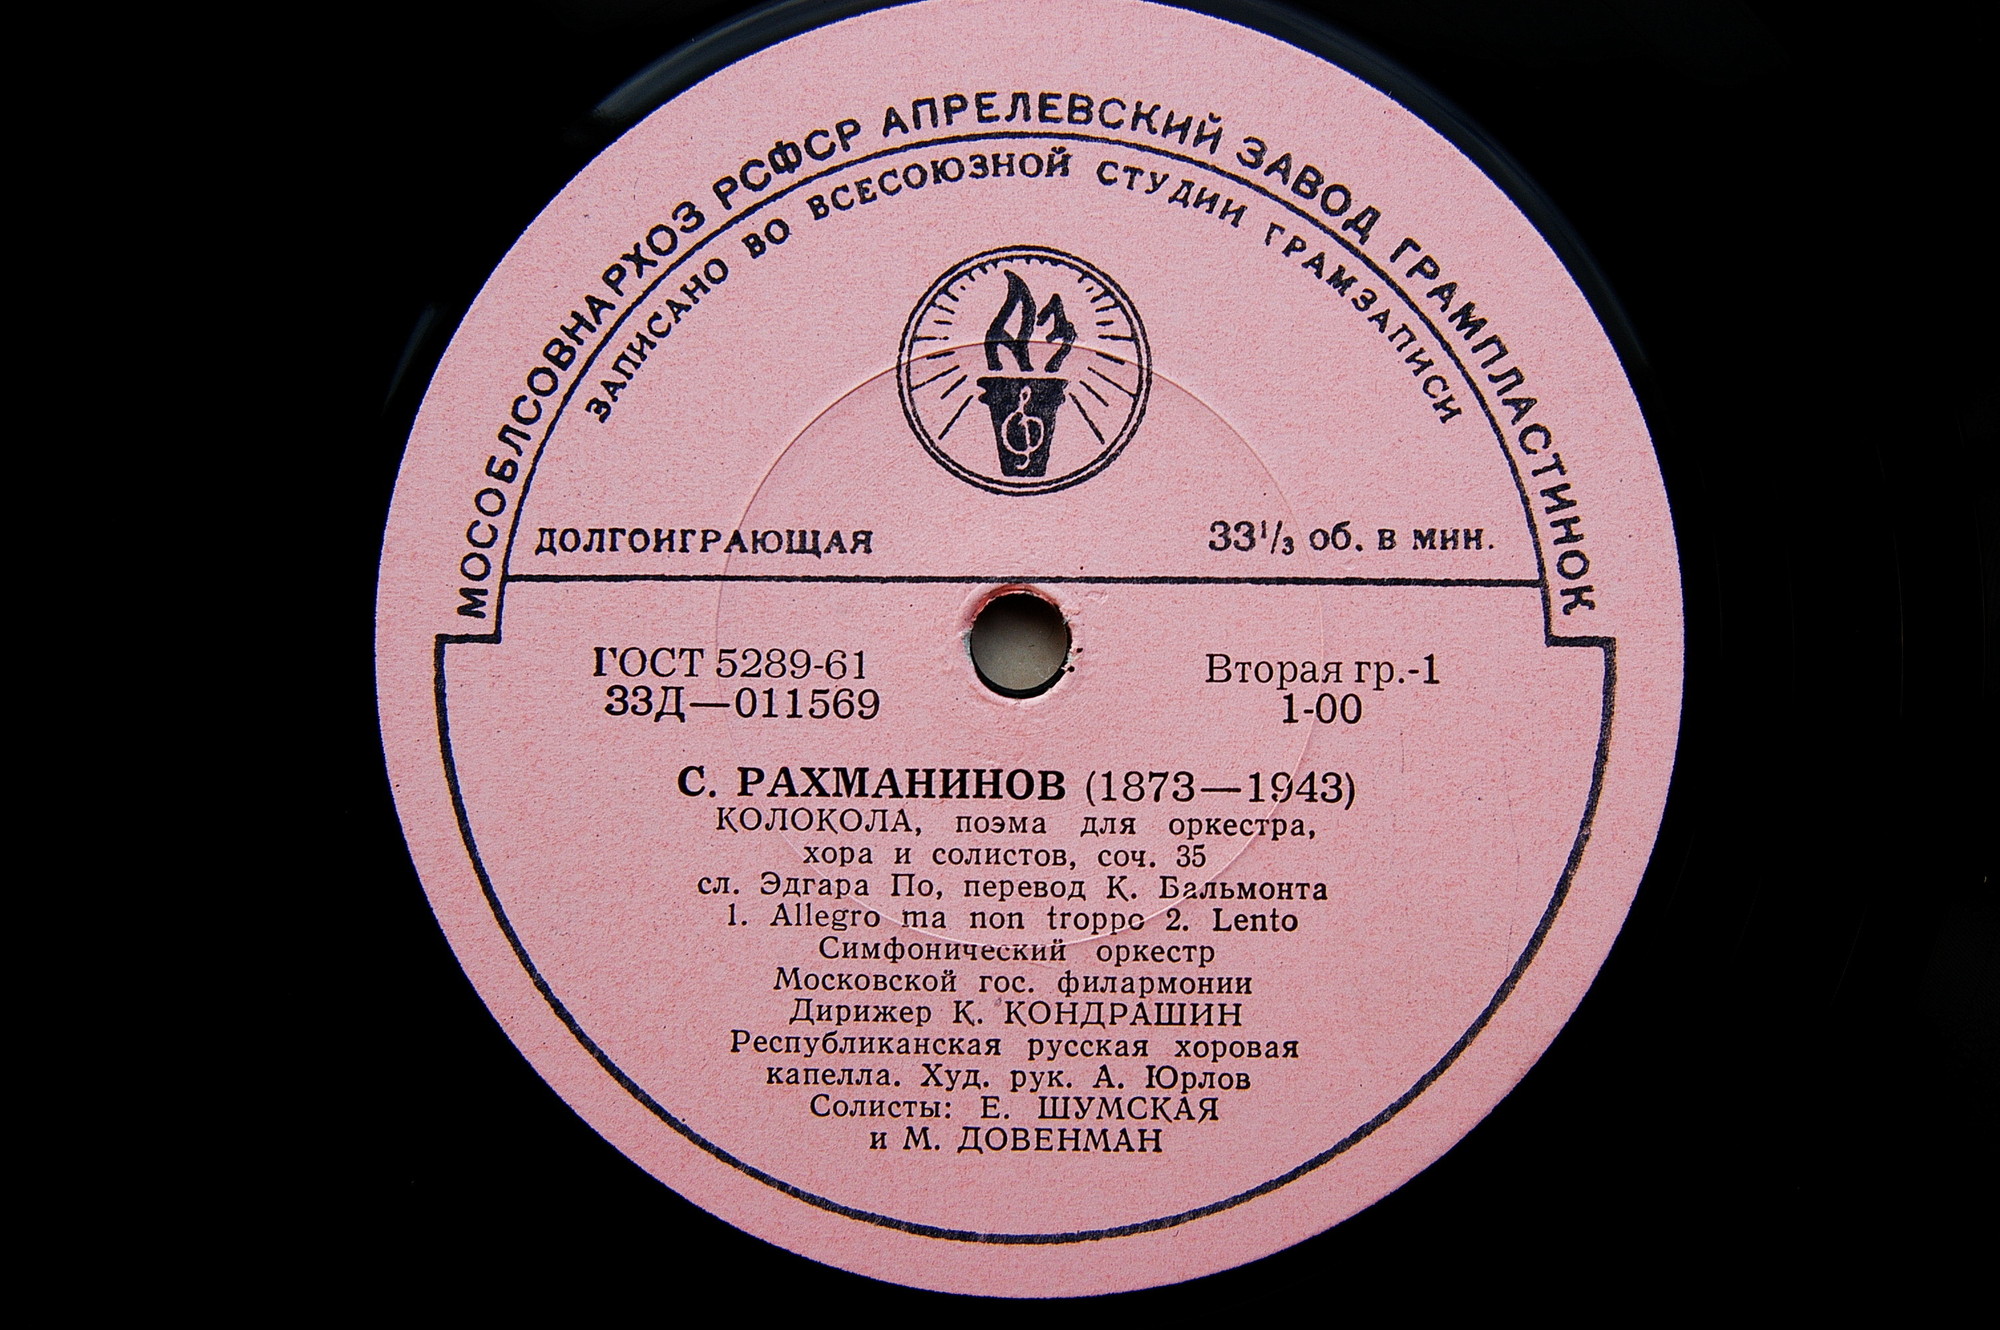 МОСОБЛСОВНАРХОЗ РСФСР АПРЕЛЕВСКИЙ ЗАВОД ГРАМПЛАСТИНОК
ЗАПИСАНО ВО ВСЕСОЮЗНОЙ СТУДИИ ГРАМЗАПИСИ
АЗ
ДОЛГОИГРАЮЩАЯ 33⅓ об. в мин.
ГОСТ 5289-61 Вторая гр.-1
33Д—011569 1-00
С. РАХМАНИНОВ (1873—1943)
КОЛОКОЛА, поэма для оркестра,
хора и солистов, соч. 35
сл. Эдгара По, перевод К. Бальмонта
1. Allegro ma non troppo 2. Lento
Симфонический оркестр
Московской гос. филармонии
Дирижер К. КОНДРАШИН
Республиканская русская хоровая
капелла. Худ. рук. А. Юрлов
Солисты: Е. ШУМСКАЯ
и М. ДОВЕНМАН